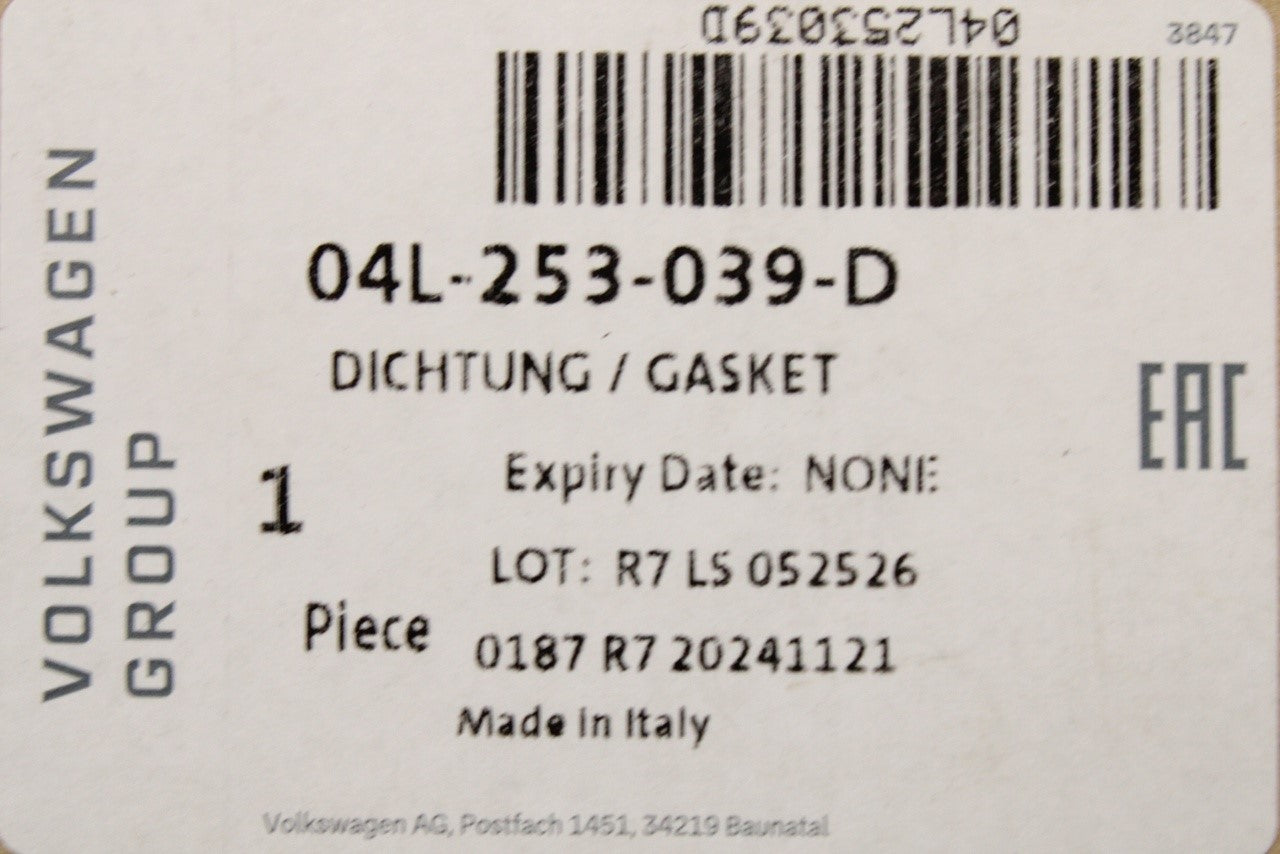 04L253039D
3847
04L-253-039-D
DICHTUNG / GASKET
EAC
Expiry Date: NONE
1
LOT: R7 LS 052526
Piece
0187 R7 20241121
Made in Italy
VOLKSWAGEN
GROUP
Volkswagen AG, Postfach 1451, 34219 Baunatal